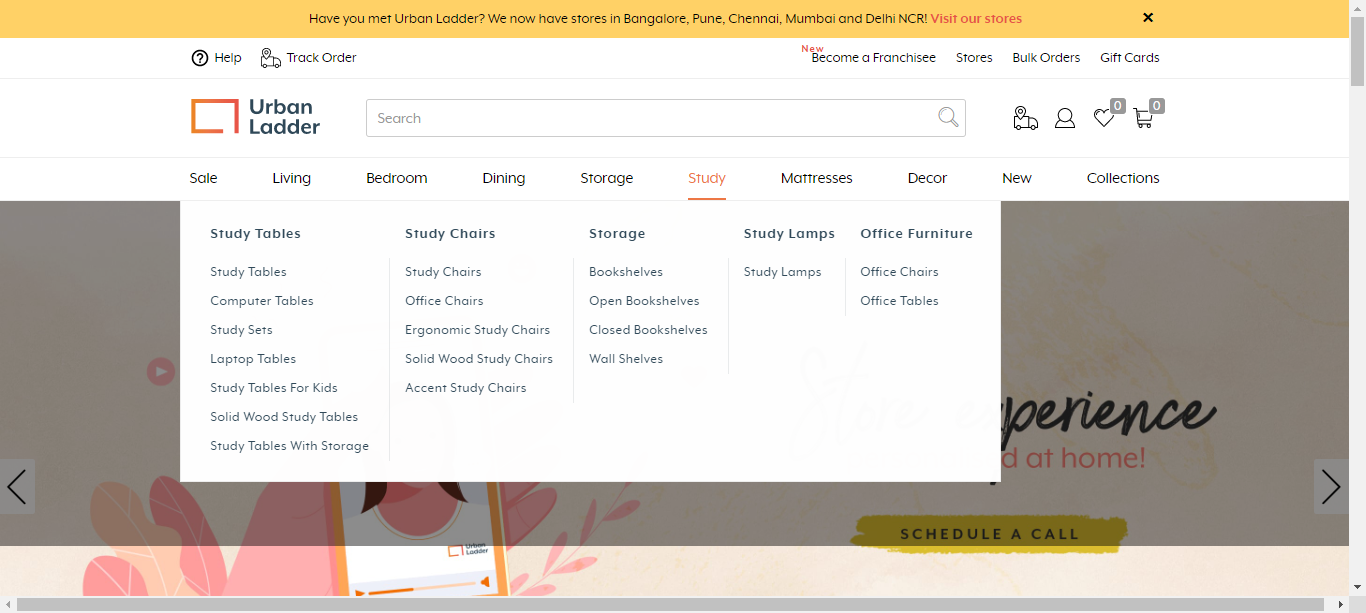 Have you met Urban Ladder? We now have stores in Bangalore, Pune, Chennai, Mumbai and Delhi NCR! Visit our stores
Help Track Order New Become a Franchisee Stores Bulk Orders Gift Cards
Urban Ladder
Search
0 0
Sale Living Bedroom Dining Storage Study Mattresses Decor New Collections
Study Tables
Study Tables
Computer Tables
Study Sets
Laptop Tables
Study Tables For Kids
Solid Wood Study Tables
Study Tables With Storage
Study Chairs
Study Chairs
Office Chairs
Ergonomic Study Chairs
Solid Wood Study Chairs
Accent Study Chairs
Storage
Bookshelves
Open Bookshelves
Closed Bookshelves
Wall Shelves
Study Lamps
Study Lamps
Office Furniture
Office Chairs
Office Tables
Store experience
d at home!
SCHEDULE A CALL
Urban Ladder